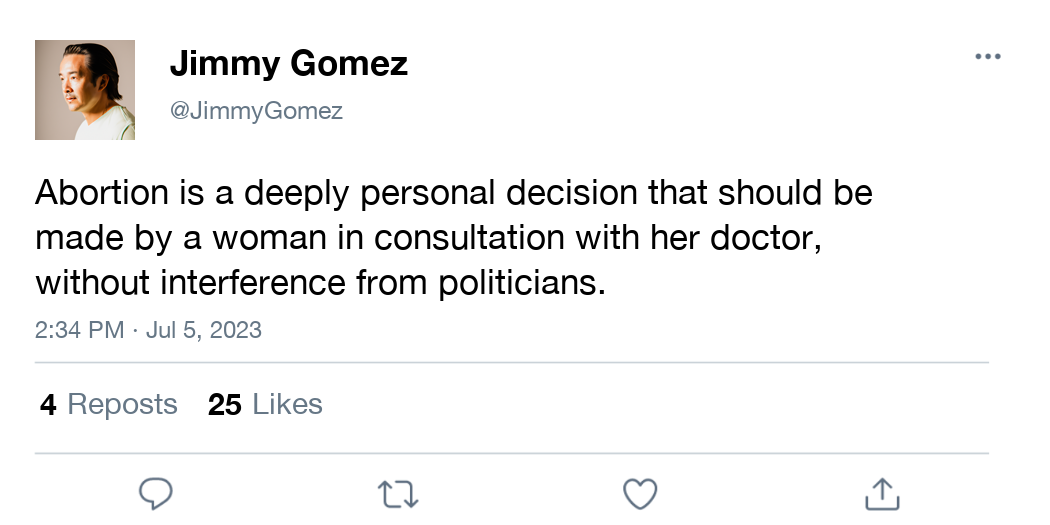 Jimmy Gomez
@JimmyGomez
Abortion is a deeply personal decision that should be
made by a woman in consultation with her doctor,
without interference from politicians.
2:34 PM · Jul 5, 2023
4 Reposts 25 Likes